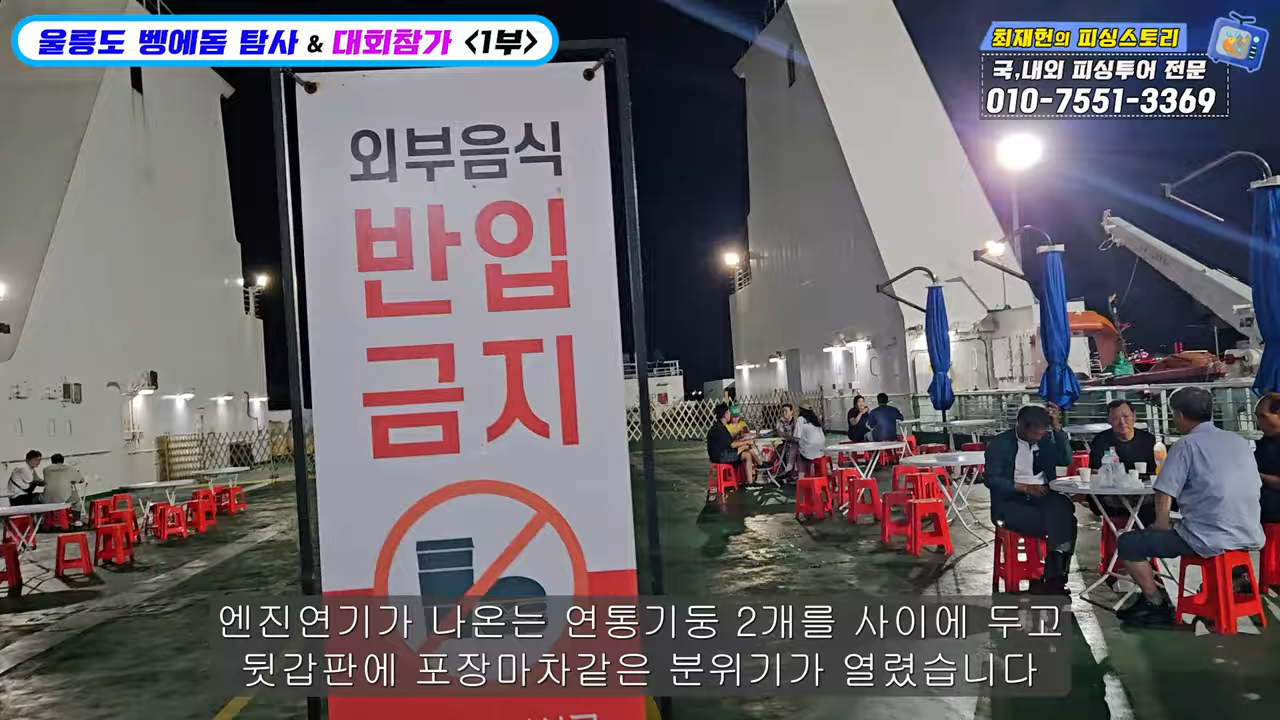 울릉도 벵에돔 탐사 & 대회참가 <1부>
최재헌의 피싱스토리
국,내외 피싱투어 전문
010-7551-3369
외부음식
반입
금지
엔진연기가 나온는 연통기둥 2개를 사이에 두고
뒷갑판에 포장마차같은 분위기가 열렸습니다